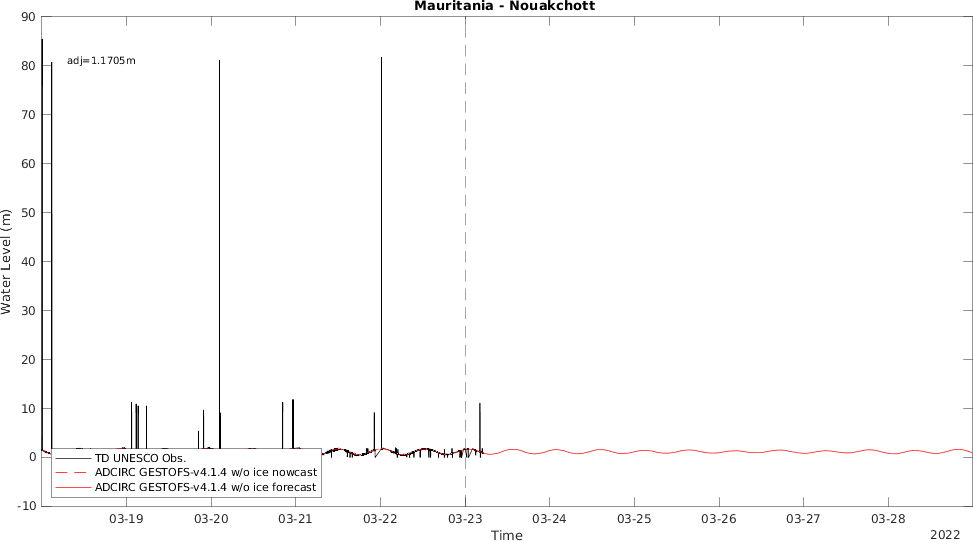 Mauritania - Nouakchott
90
80
70
60
50
40
30
20
10
0
-10
Water Level (m)
adj=1.1705m
TD UNESCO Obs.
ADCIRC GESTOFS-v4.1.4 w/o ice nowcast
ADCIRC GESTOFS-v4.1.4 w/o ice forecast
03-19 03-20 03-21 03-22 03-23 03-24 03-25 03-26 03-27 03-28
Time
2022